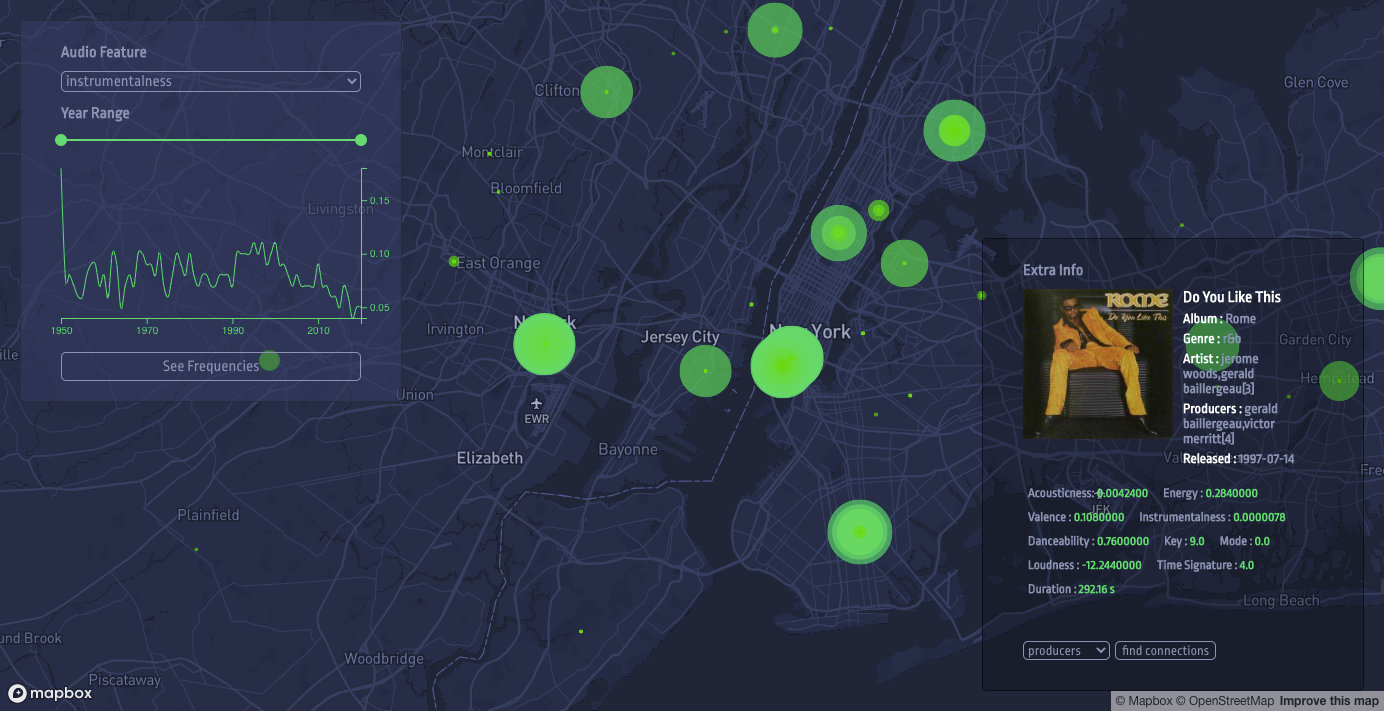 Audio Feature
instrumentalness
Year Range
0.15
0.10
0.05
1950 1970 1990 2010
See Frequencies
Clifton
Glen Cove
Montclair
Bloomfield
Livingston
East Orange
Irvington
Jersey City
New York
Union
EWR
Elizabeth
Bayonne
Plainfield
Woodbridge
Piscataway
und Brook
ille
Garden City
Hempstead
JFK
Long Beach
Extra Info
ROME
Do You Like This
Do You Like This
Album : Rome
Genre : r&b
Artist : jerome
woods,gerald
baillergeau[3]
Producers : gerald
baillergeau,victor
merritt[4]
Released : 1997-07-14
Acousticness: 0.0042400 Energy : 0.2840000
Valence : 0.1080000 Instrumentalness : 0.0000078
Danceability : 0.7600000 Key : 9.0 Mode : 0.0
Loudness : -12.2440000 Time Signature : 4.0
Duration : 292.16 s
producers find connections
mapbox
© Mapbox © OpenStreetMap Improve this map